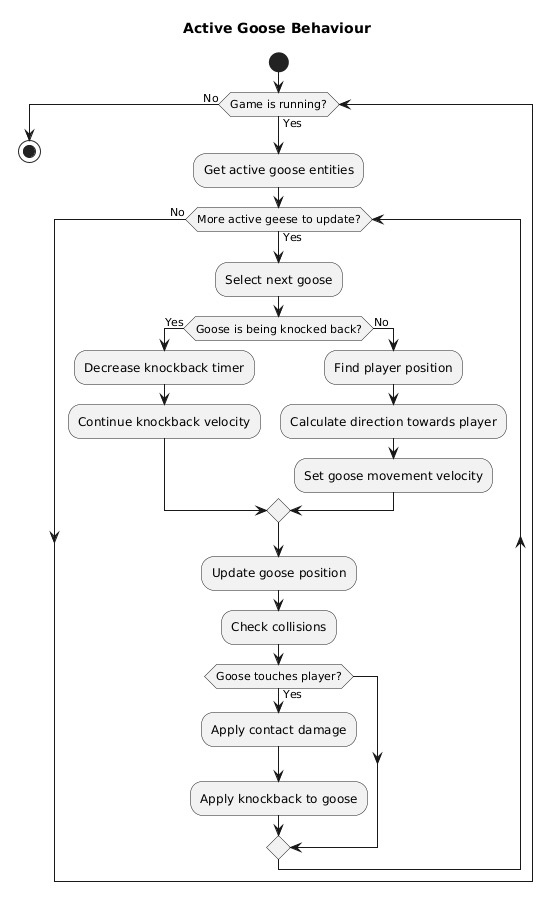 Active Goose Behaviour
No
Game is running?
Yes
Get active goose entities
No
More active geese to update?
Yes
Select next goose
Yes
Goose is being knocked back?
No
Decrease knockback timer
Find player position
Continue knockback velocity
Calculate direction towards player
Set goose movement velocity
Update goose position
Check collisions
Goose touches player?
Yes
Apply contact damage
Apply knockback to goose